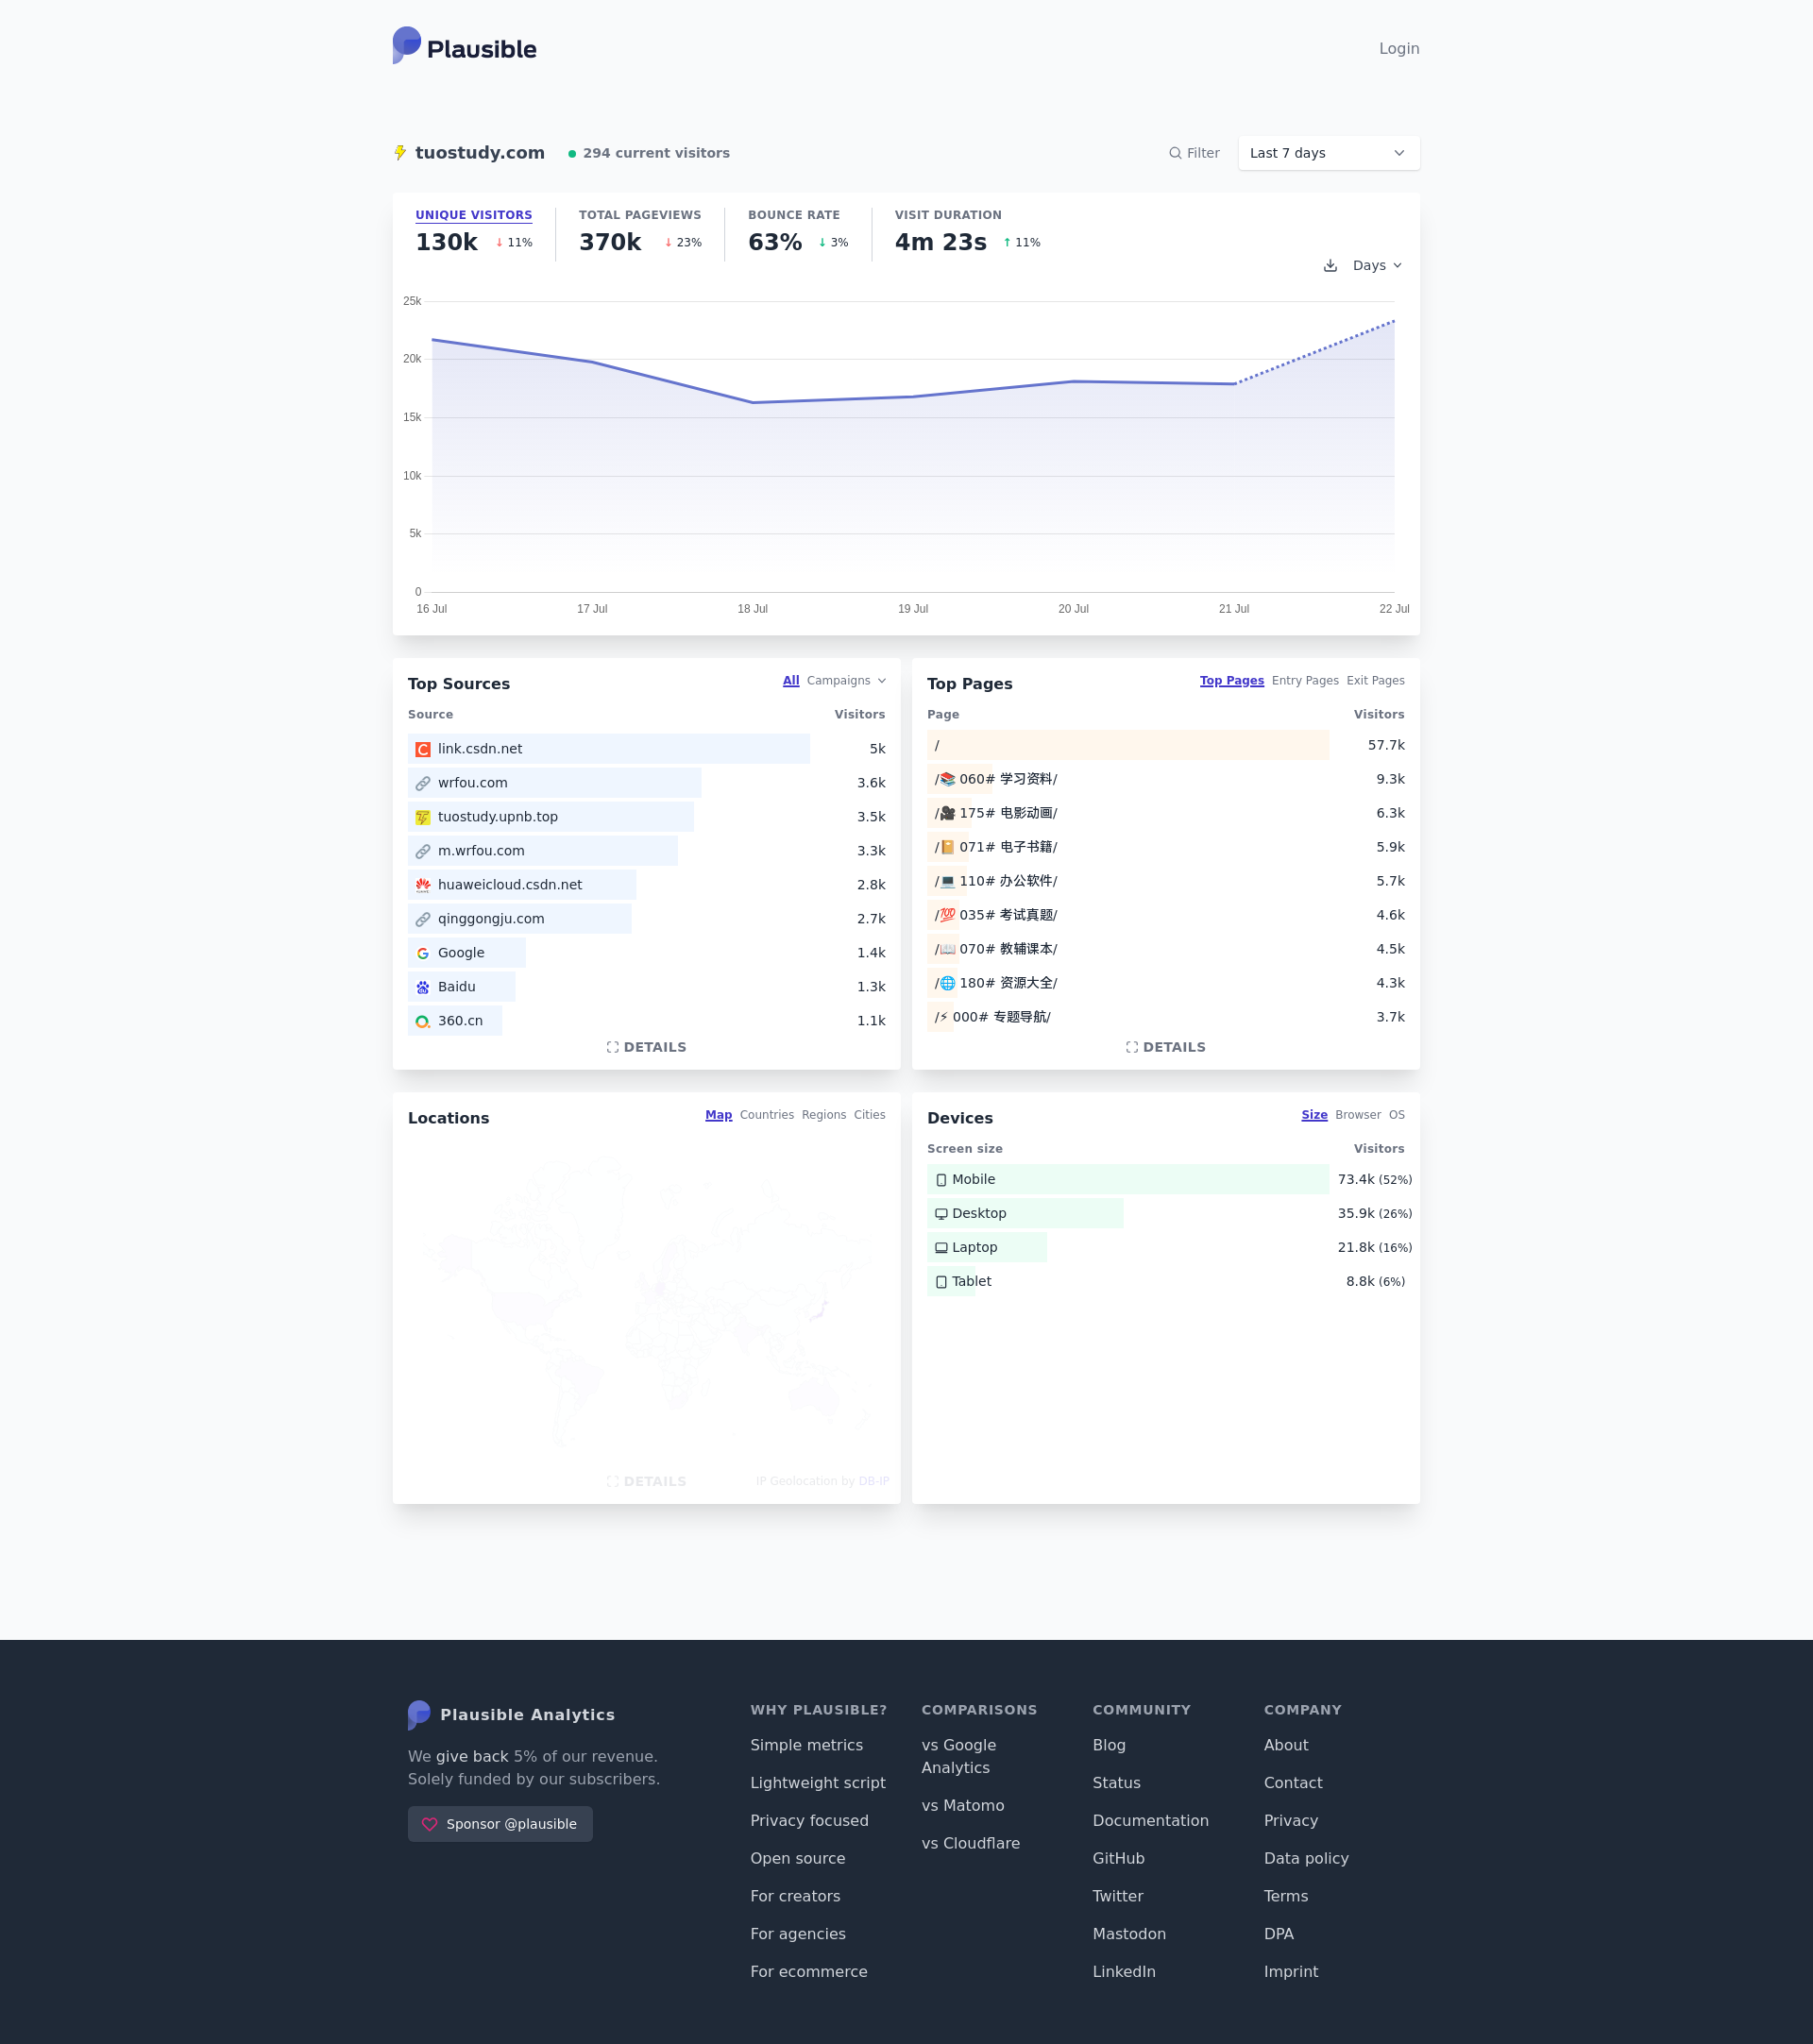 Plausible
Login
tuostudy.com
294 current visitors
Filter
Last 7 days
UNIQUE VISITORS
130k ↓ 11%
TOTAL PAGEVIEWS
370k ↓ 23%
BOUNCE RATE
63% ↓ 3%
VISIT DURATION
4m 23s ↑ 11%
Days
25k
20k
15k
10k
5k
0
16 Jul
17 Jul
18 Jul
19 Jul
20 Jul
21 Jul
22 Jul
Top Sources
All Campaigns
Source Visitors
link.csdn.net 5k
wrfou.com 3.6k
tuostudy.upnb.top 3.5k
m.wrfou.com 3.3k
huaweicloud.csdn.net 2.8k
qinggongju.com 2.7k
Google 1.4k
Baidu 1.3k
360.cn 1.1k
DETAILS
Top Pages
Top Pages Entry Pages Exit Pages
Page Visitors
/ 57.7k
/📚 060# 学习资料/ 9.3k
/🎥 175# 电影动画/ 6.3k
/📔 071# 电子书籍/ 5.9k
/💻 110# 办公软件/ 5.7k
/💯 035# 考试真题/ 4.6k
/📖 070# 教辅课本/ 4.5k
/🌐 180# 资源大全/ 4.3k
/⚡ 000# 专题导航/ 3.7k
DETAILS
Locations
Map Countries Regions Cities
DETAILS
IP Geolocation by DB-IP
Devices
Size Browser OS
Screen size Visitors
Mobile 73.4k (52%)
Desktop 35.9k (26%)
Laptop 21.8k (16%)
Tablet 8.8k (6%)
Plausible Analytics
We give back 5% of our revenue.
Solely funded by our subscribers.
Sponsor @plausible
WHY PLAUSIBLE?
Simple metrics
Lightweight script
Privacy focused
Open source
For creators
For agencies
For ecommerce
COMPARISONS
vs Google
Analytics
vs Matomo
vs Cloudflare
COMMUNITY
Blog
Status
Documentation
GitHub
Twitter
Mastodon
LinkedIn
COMPANY
About
Contact
Privacy
Data policy
Terms
DPA
Imprint